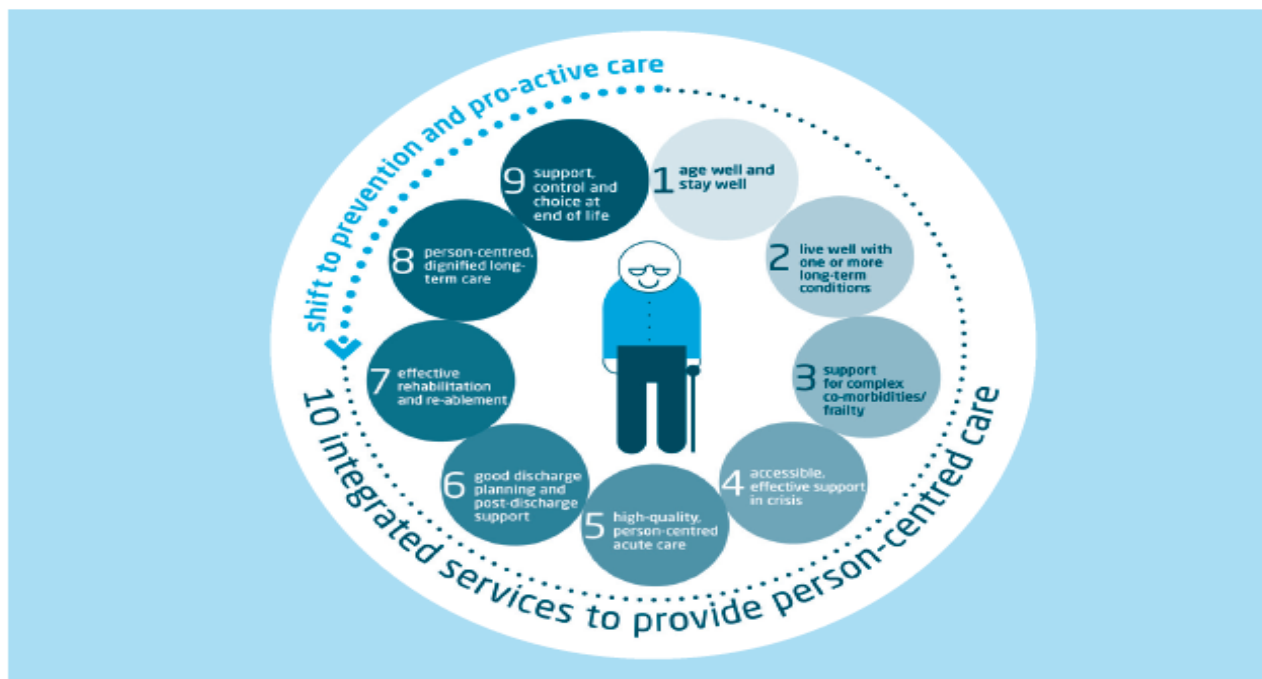 shift to prevention and pro-active care
1 age well and
stay well
2 live well with
one or more
long-term
conditions
3 support
for complex
co-morbidities/
frailty
4 accessible,
effective support
in crisis
5 high-quality,
person-centred
acute care
6 good discharge
planning and
post-discharge
support
7 effective
rehabilitation
and re-ablement
8 person-centred,
dignified long-
term care
9 support,
control and
choice at
end of life
10 integrated services to provide person-centred care